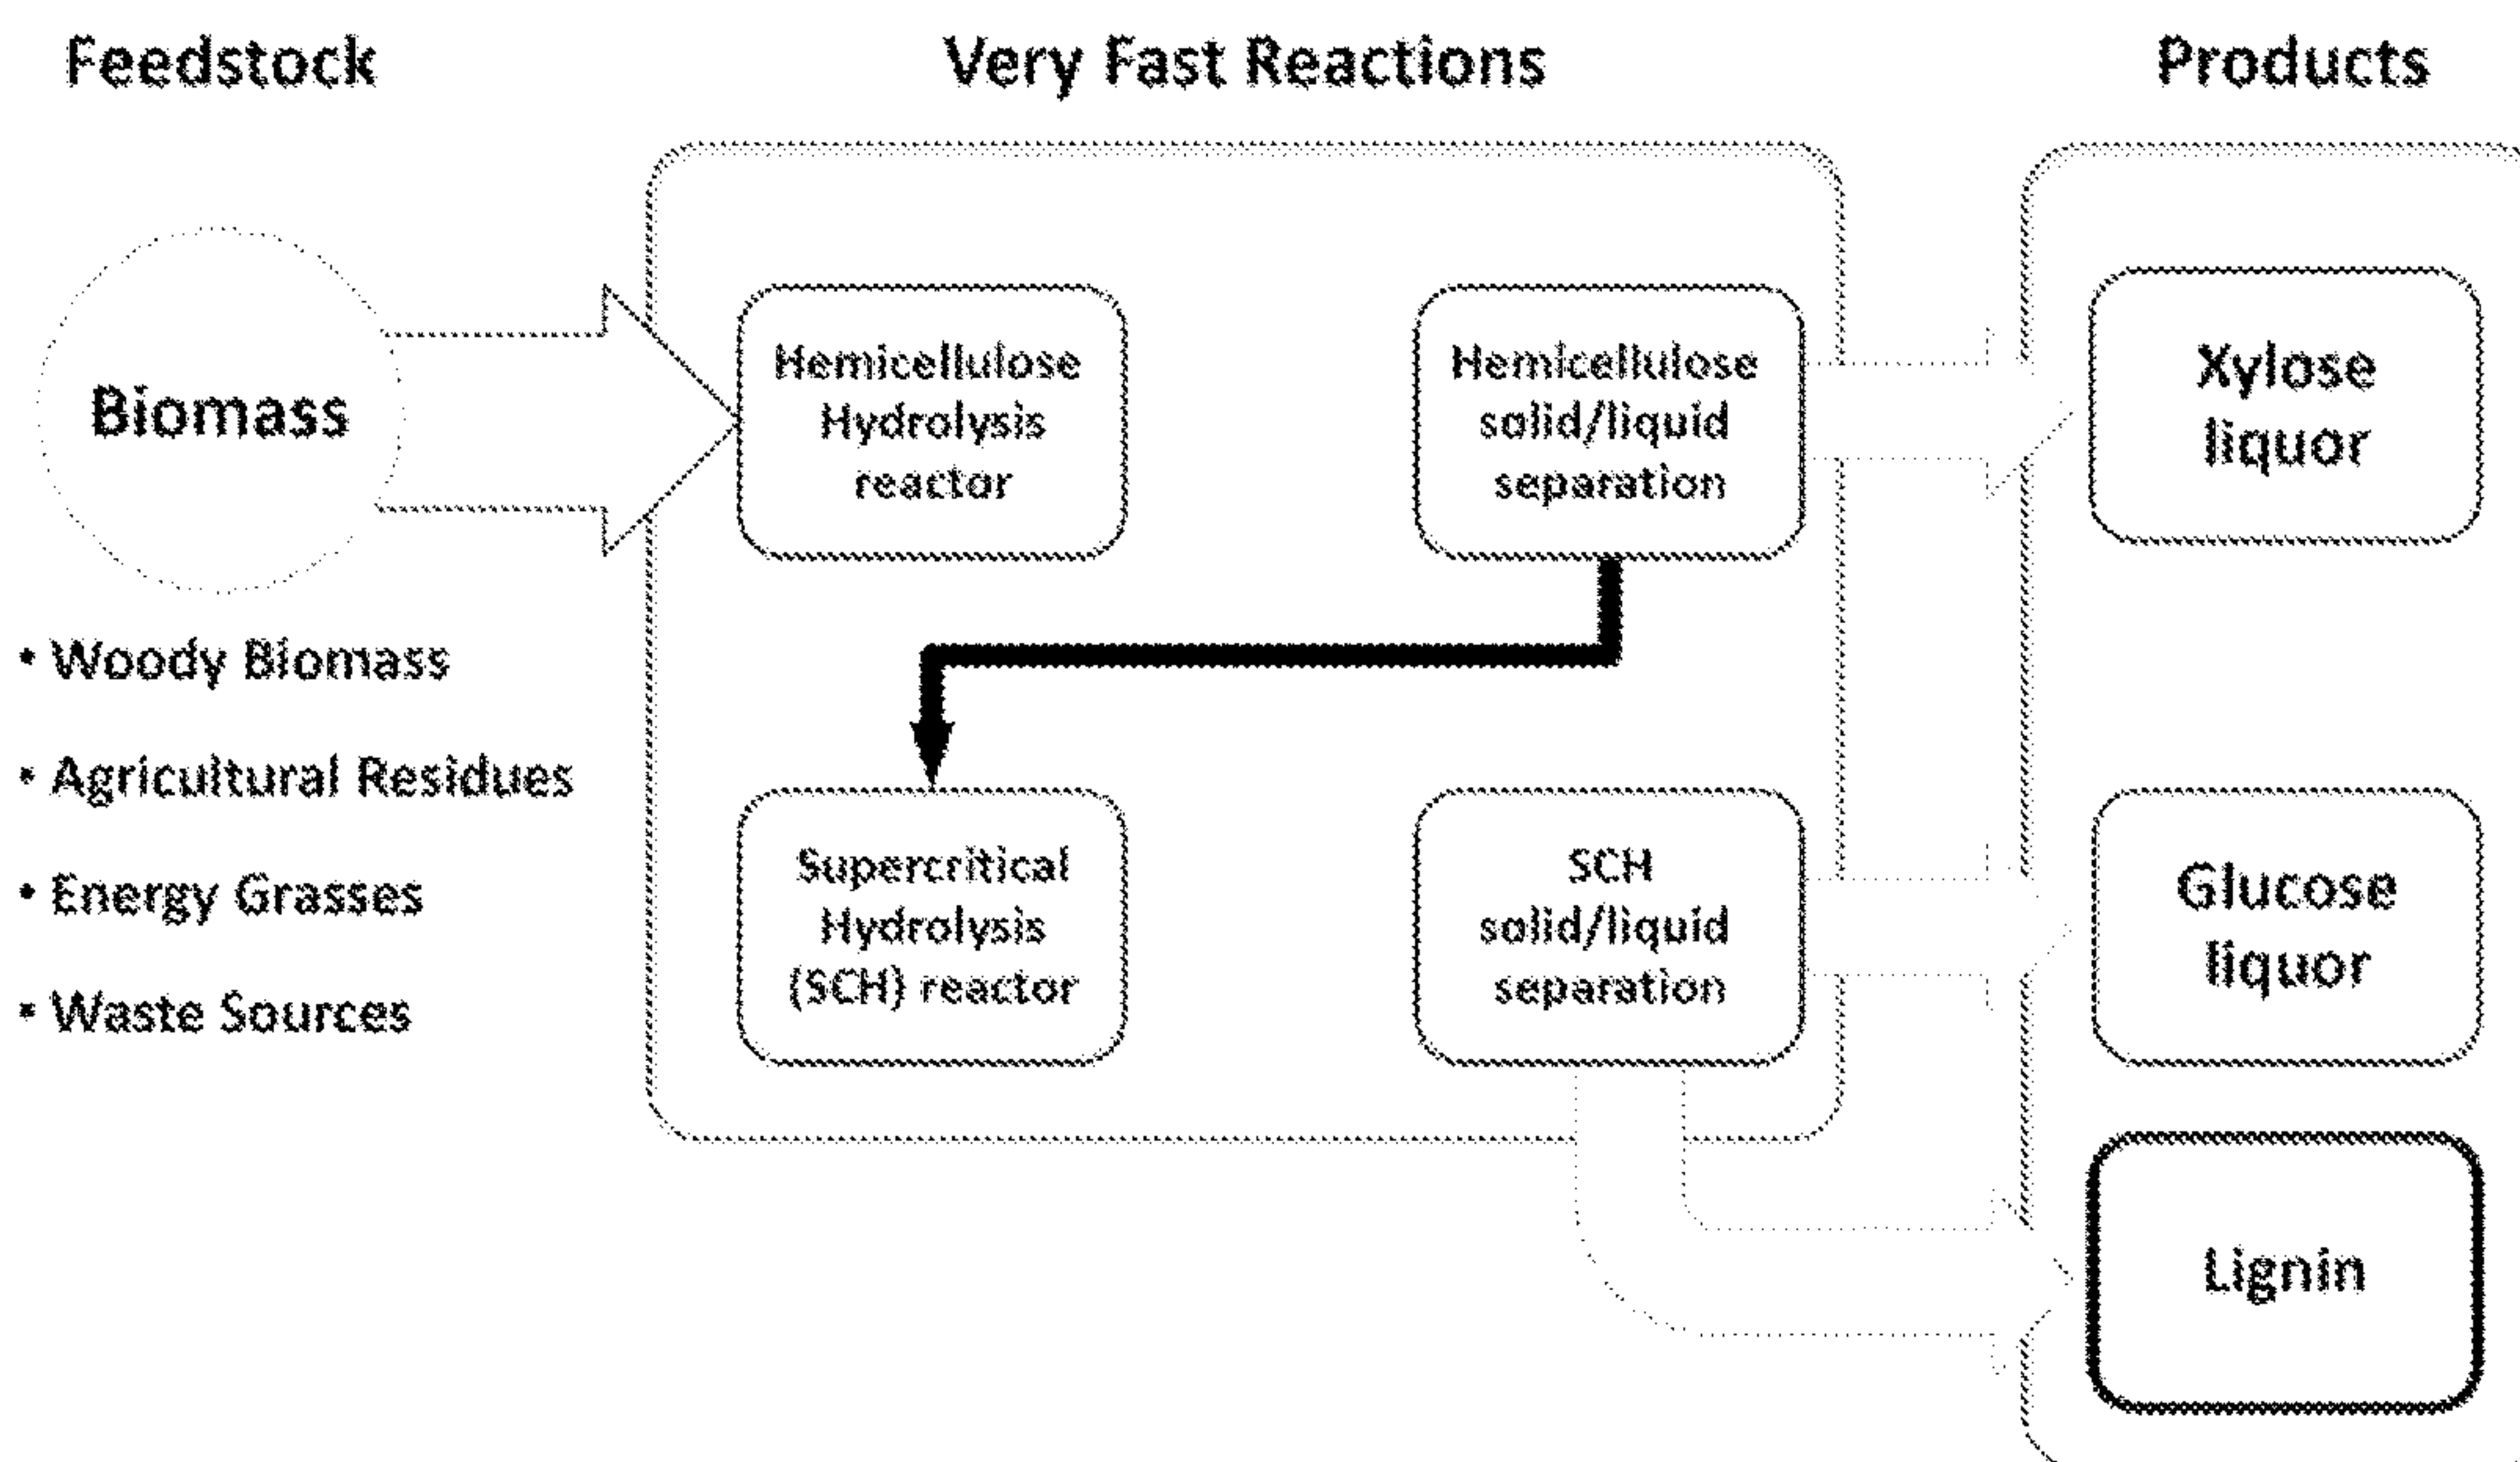 Feedstock
Very Fast Reactions
Products
Biomass
• Woody Biomass
• Agricultural Residues
• Energy Grasses
• Waste Sources
Hemicellulose
Hydrolysis
reactor
Hemicellulose
solid/liquid
separation
Supercritical
Hydrolysis
(SCH) reactor
SCH
solid/liquid
separation
Xylose
liquor
Glucose
liquor
Lignin